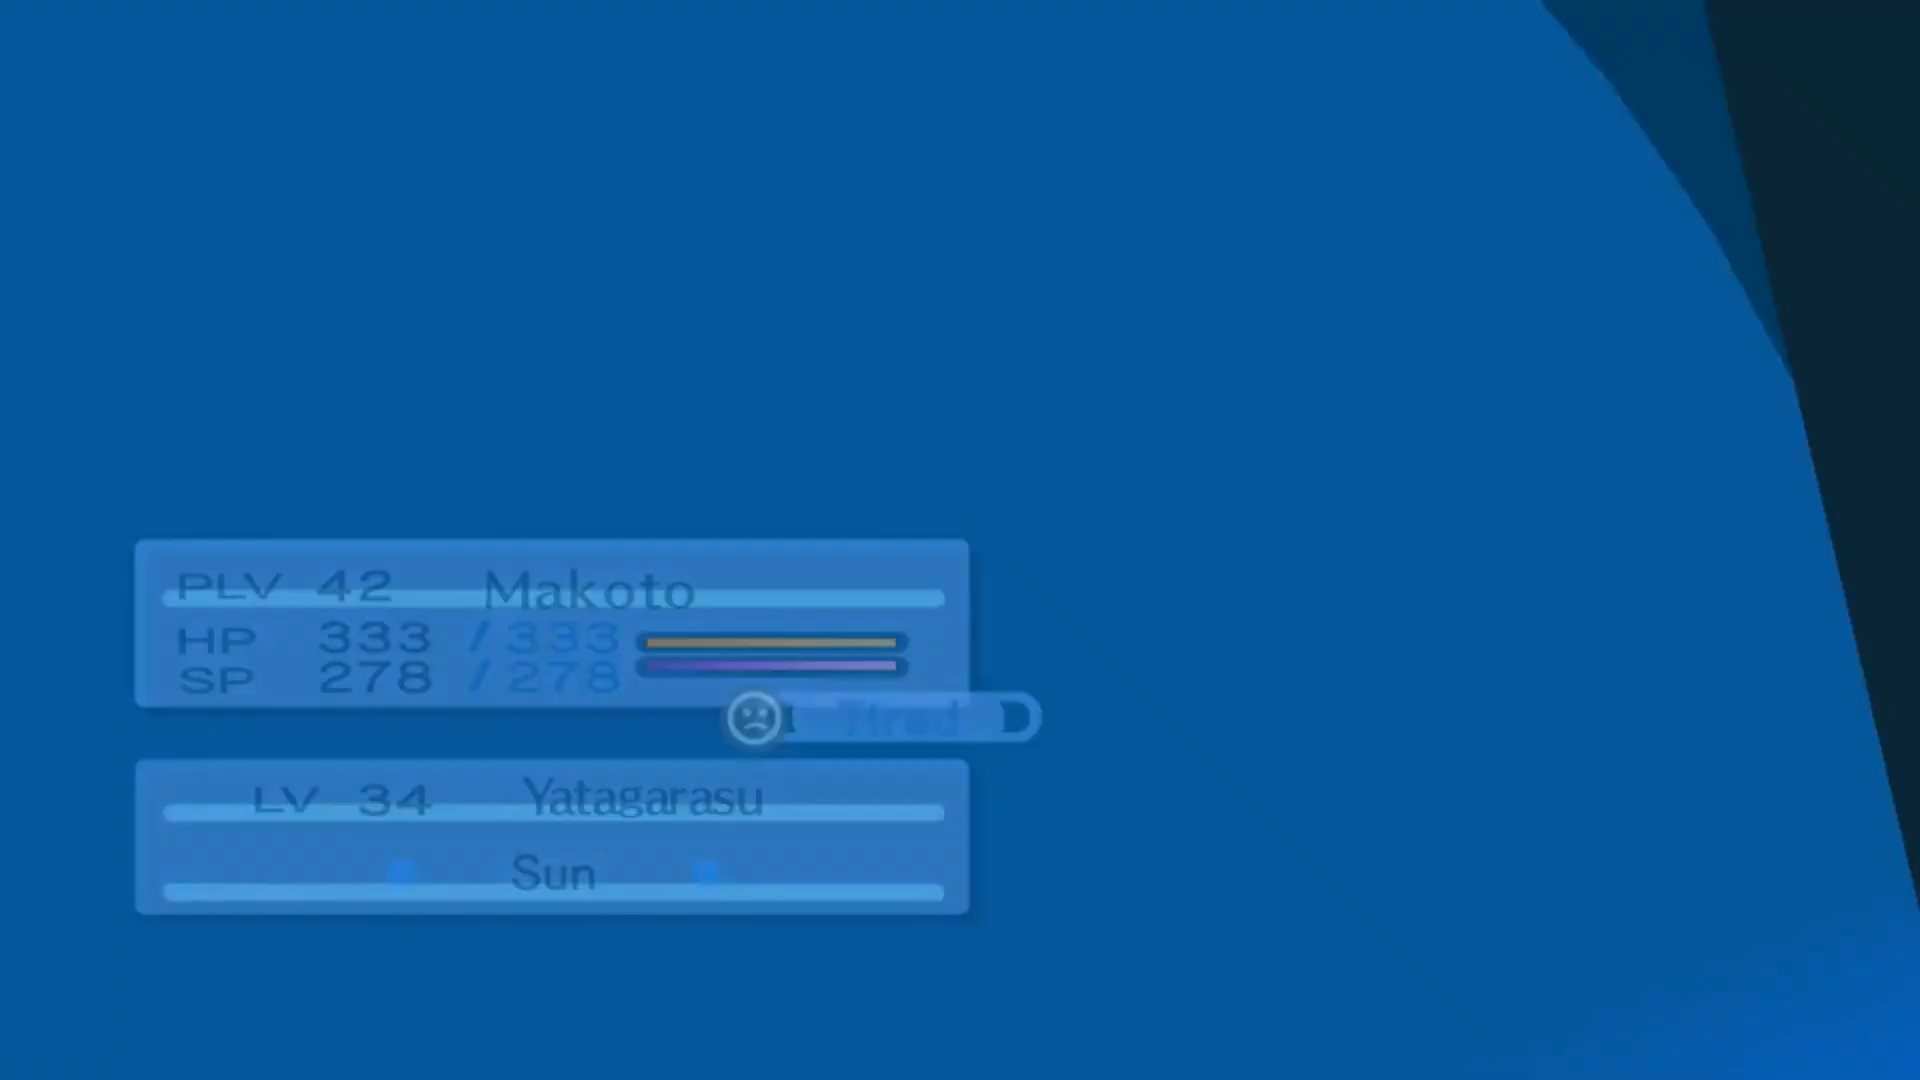 PLV 42 Makoto
HP 333 / 333
SP 278 / 278
Tired
LV 34 Yatagarasu
Sun